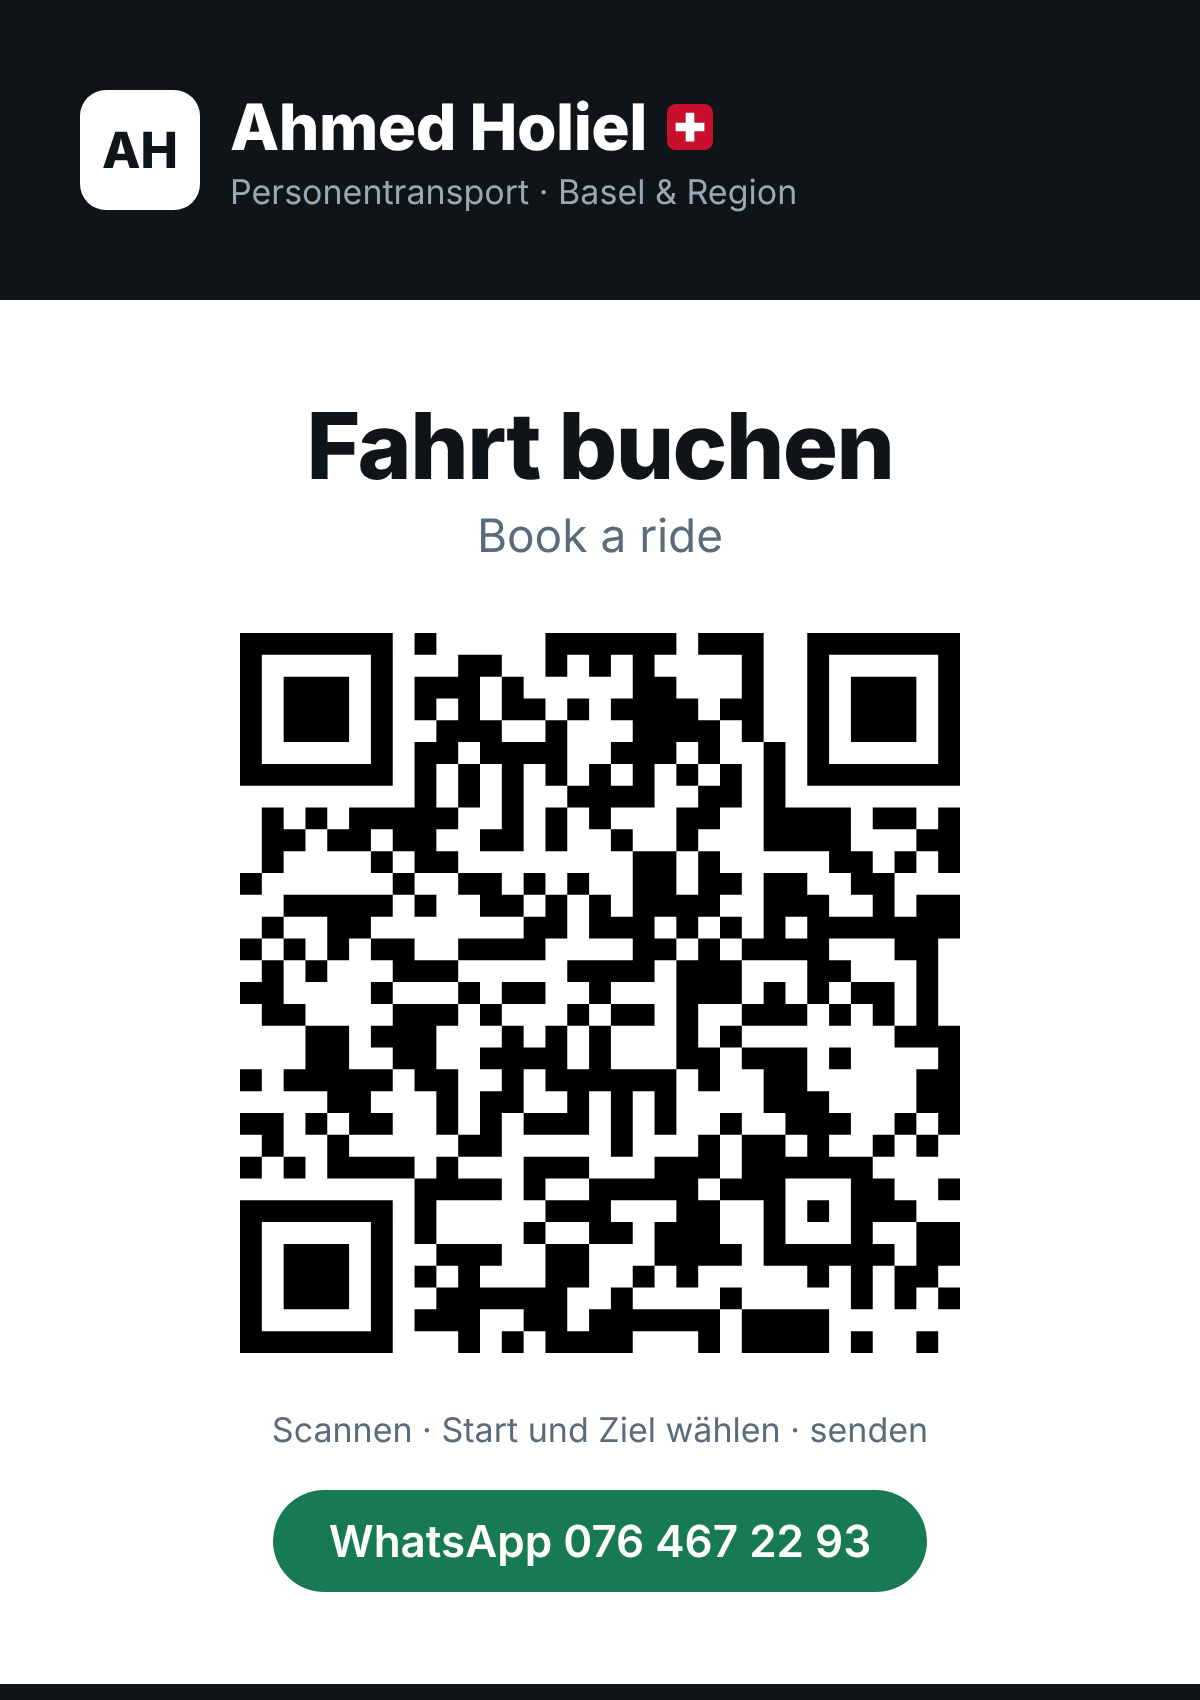 AH
Ahmed Holiel
Personentransport · Basel & Region
Fahrt buchen
Book a ride
Scannen · Start und Ziel wählen · senden
WhatsApp 076 467 22 93